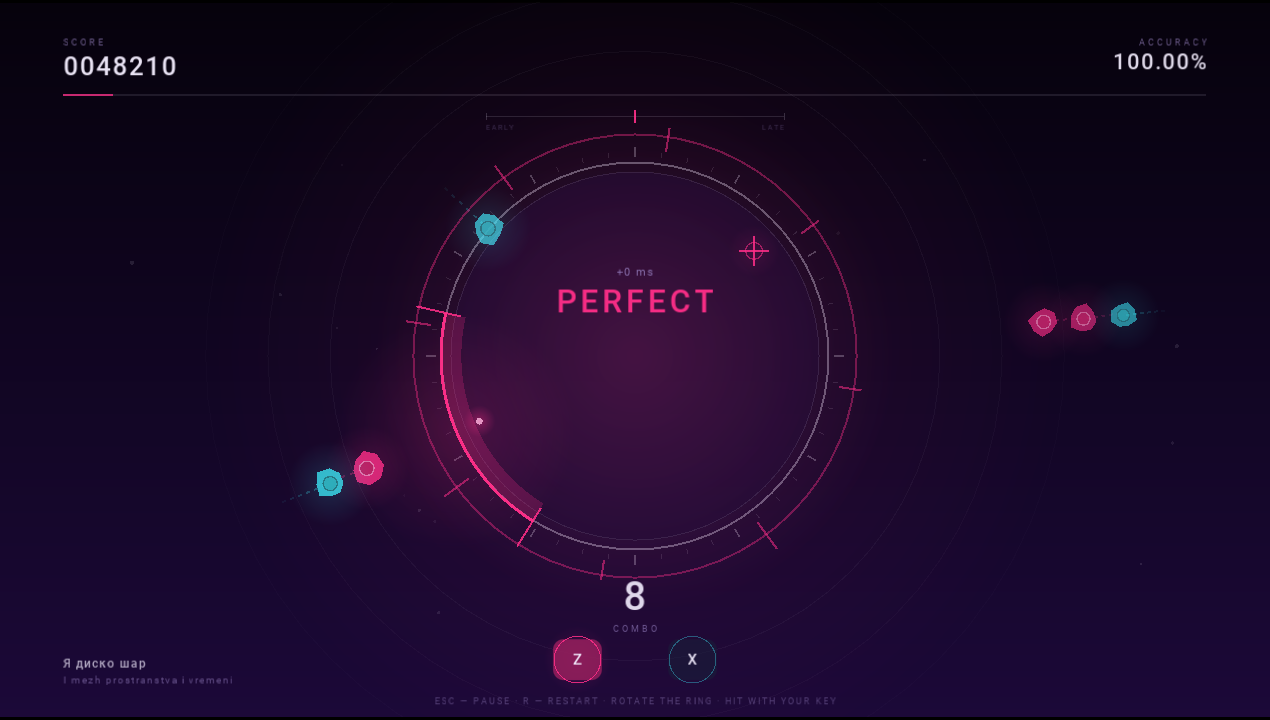 SCORE
0048210
ACCURACY
100.00%
EARLY
LATE
+0 ms
PERFECT
8
COMBO
Z
X
Я диско шар
I mezh prostranstva i vremeni
ESC — PAUSE · R — RESTART · ROTATE THE RING · HIT WITH YOUR KEY